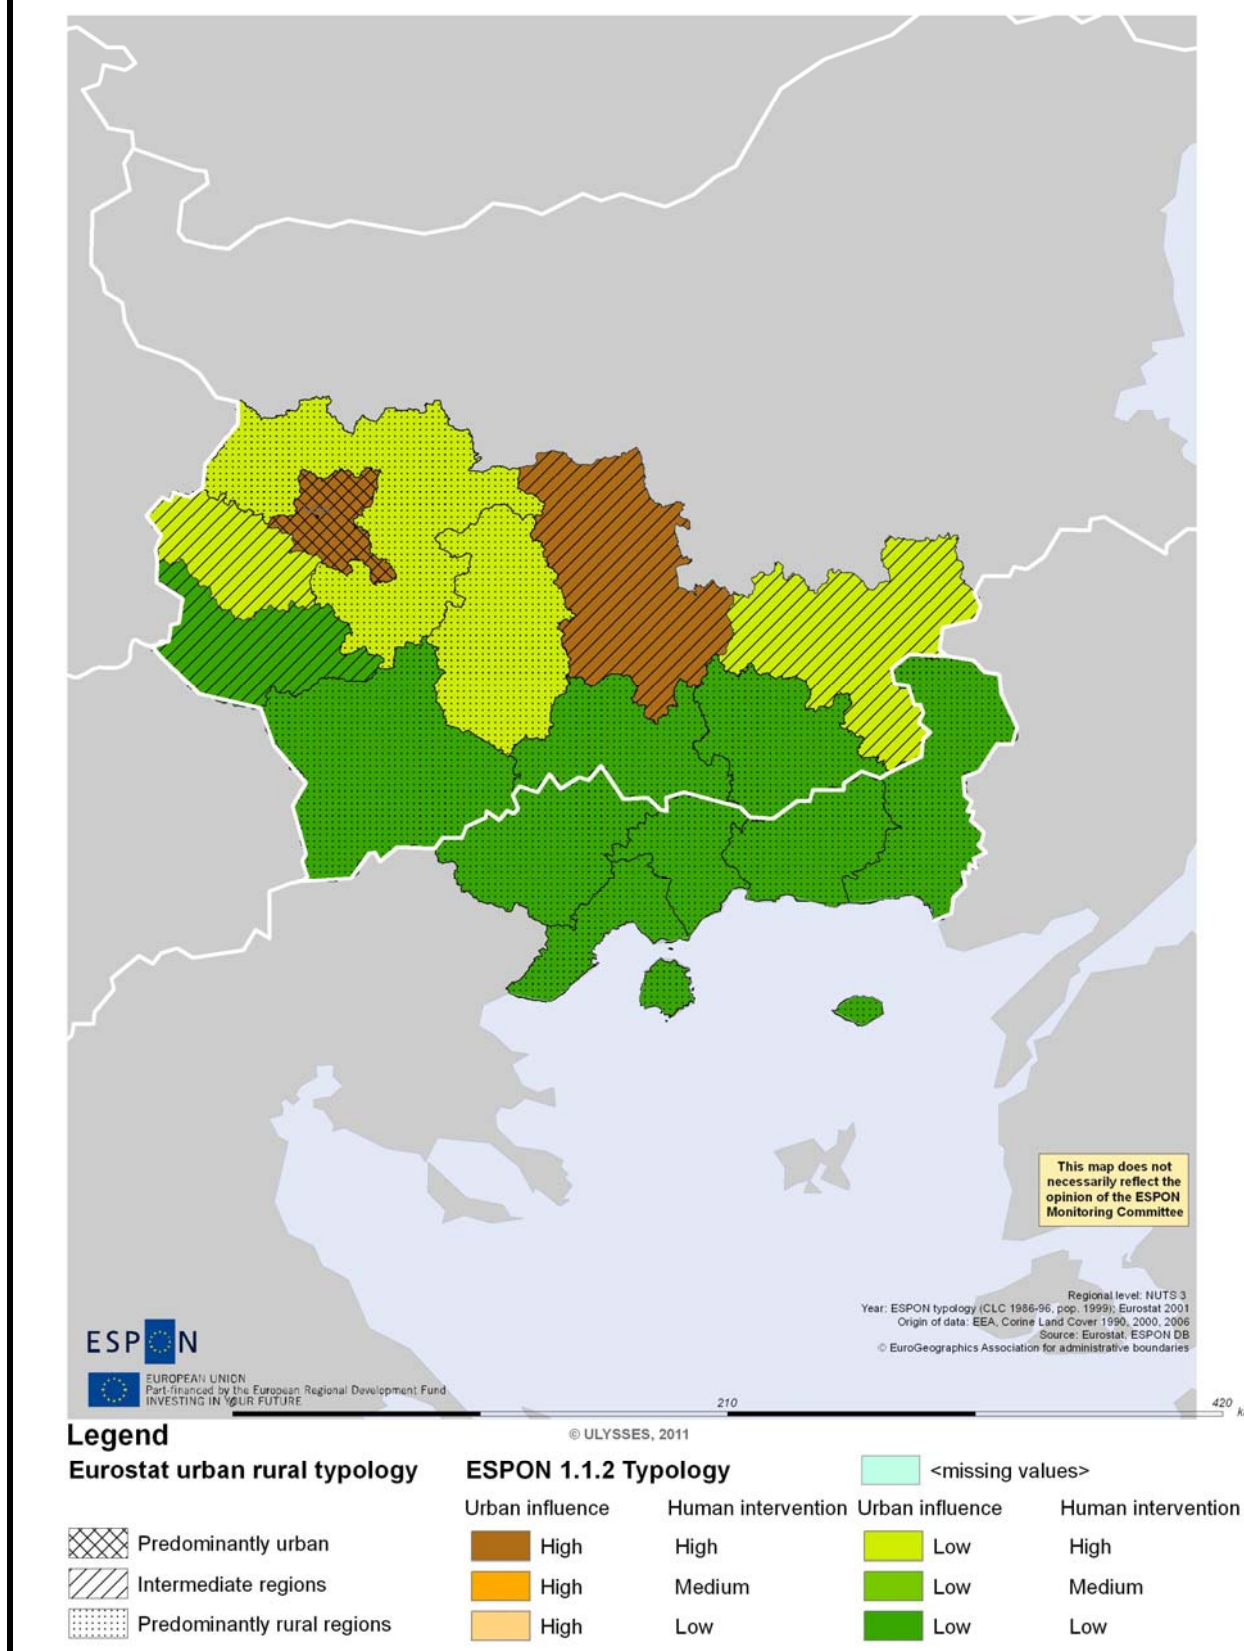 This map does not
necessarily reflect the
opinion of the ESPON
Monitoring Committee
Regional level: NUTS 3
Year: ESPON typology (CLC 1986-96, pop. 1999); Eurostat 2001
Origin of data: EEA, Corine Land Cover 1990, 2000, 2006
Source: Eurostat, ESPON DB
© EuroGeographics Association for administrative boundaries
ESPON
EUROPEAN UNION
Part-financed by the European Regional Development Fund
INVESTING IN YOUR FUTURE
0 210 420
Legend
© ULYSSES, 2011
Eurostat urban rural typology ESPON 1.1.2 Typology <missing values>
Urban influence Human intervention Urban influence Human intervention
Predominantly urban High High Low High
Intermediate regions High Medium Low Medium
Predominantly rural regions High Low Low Low